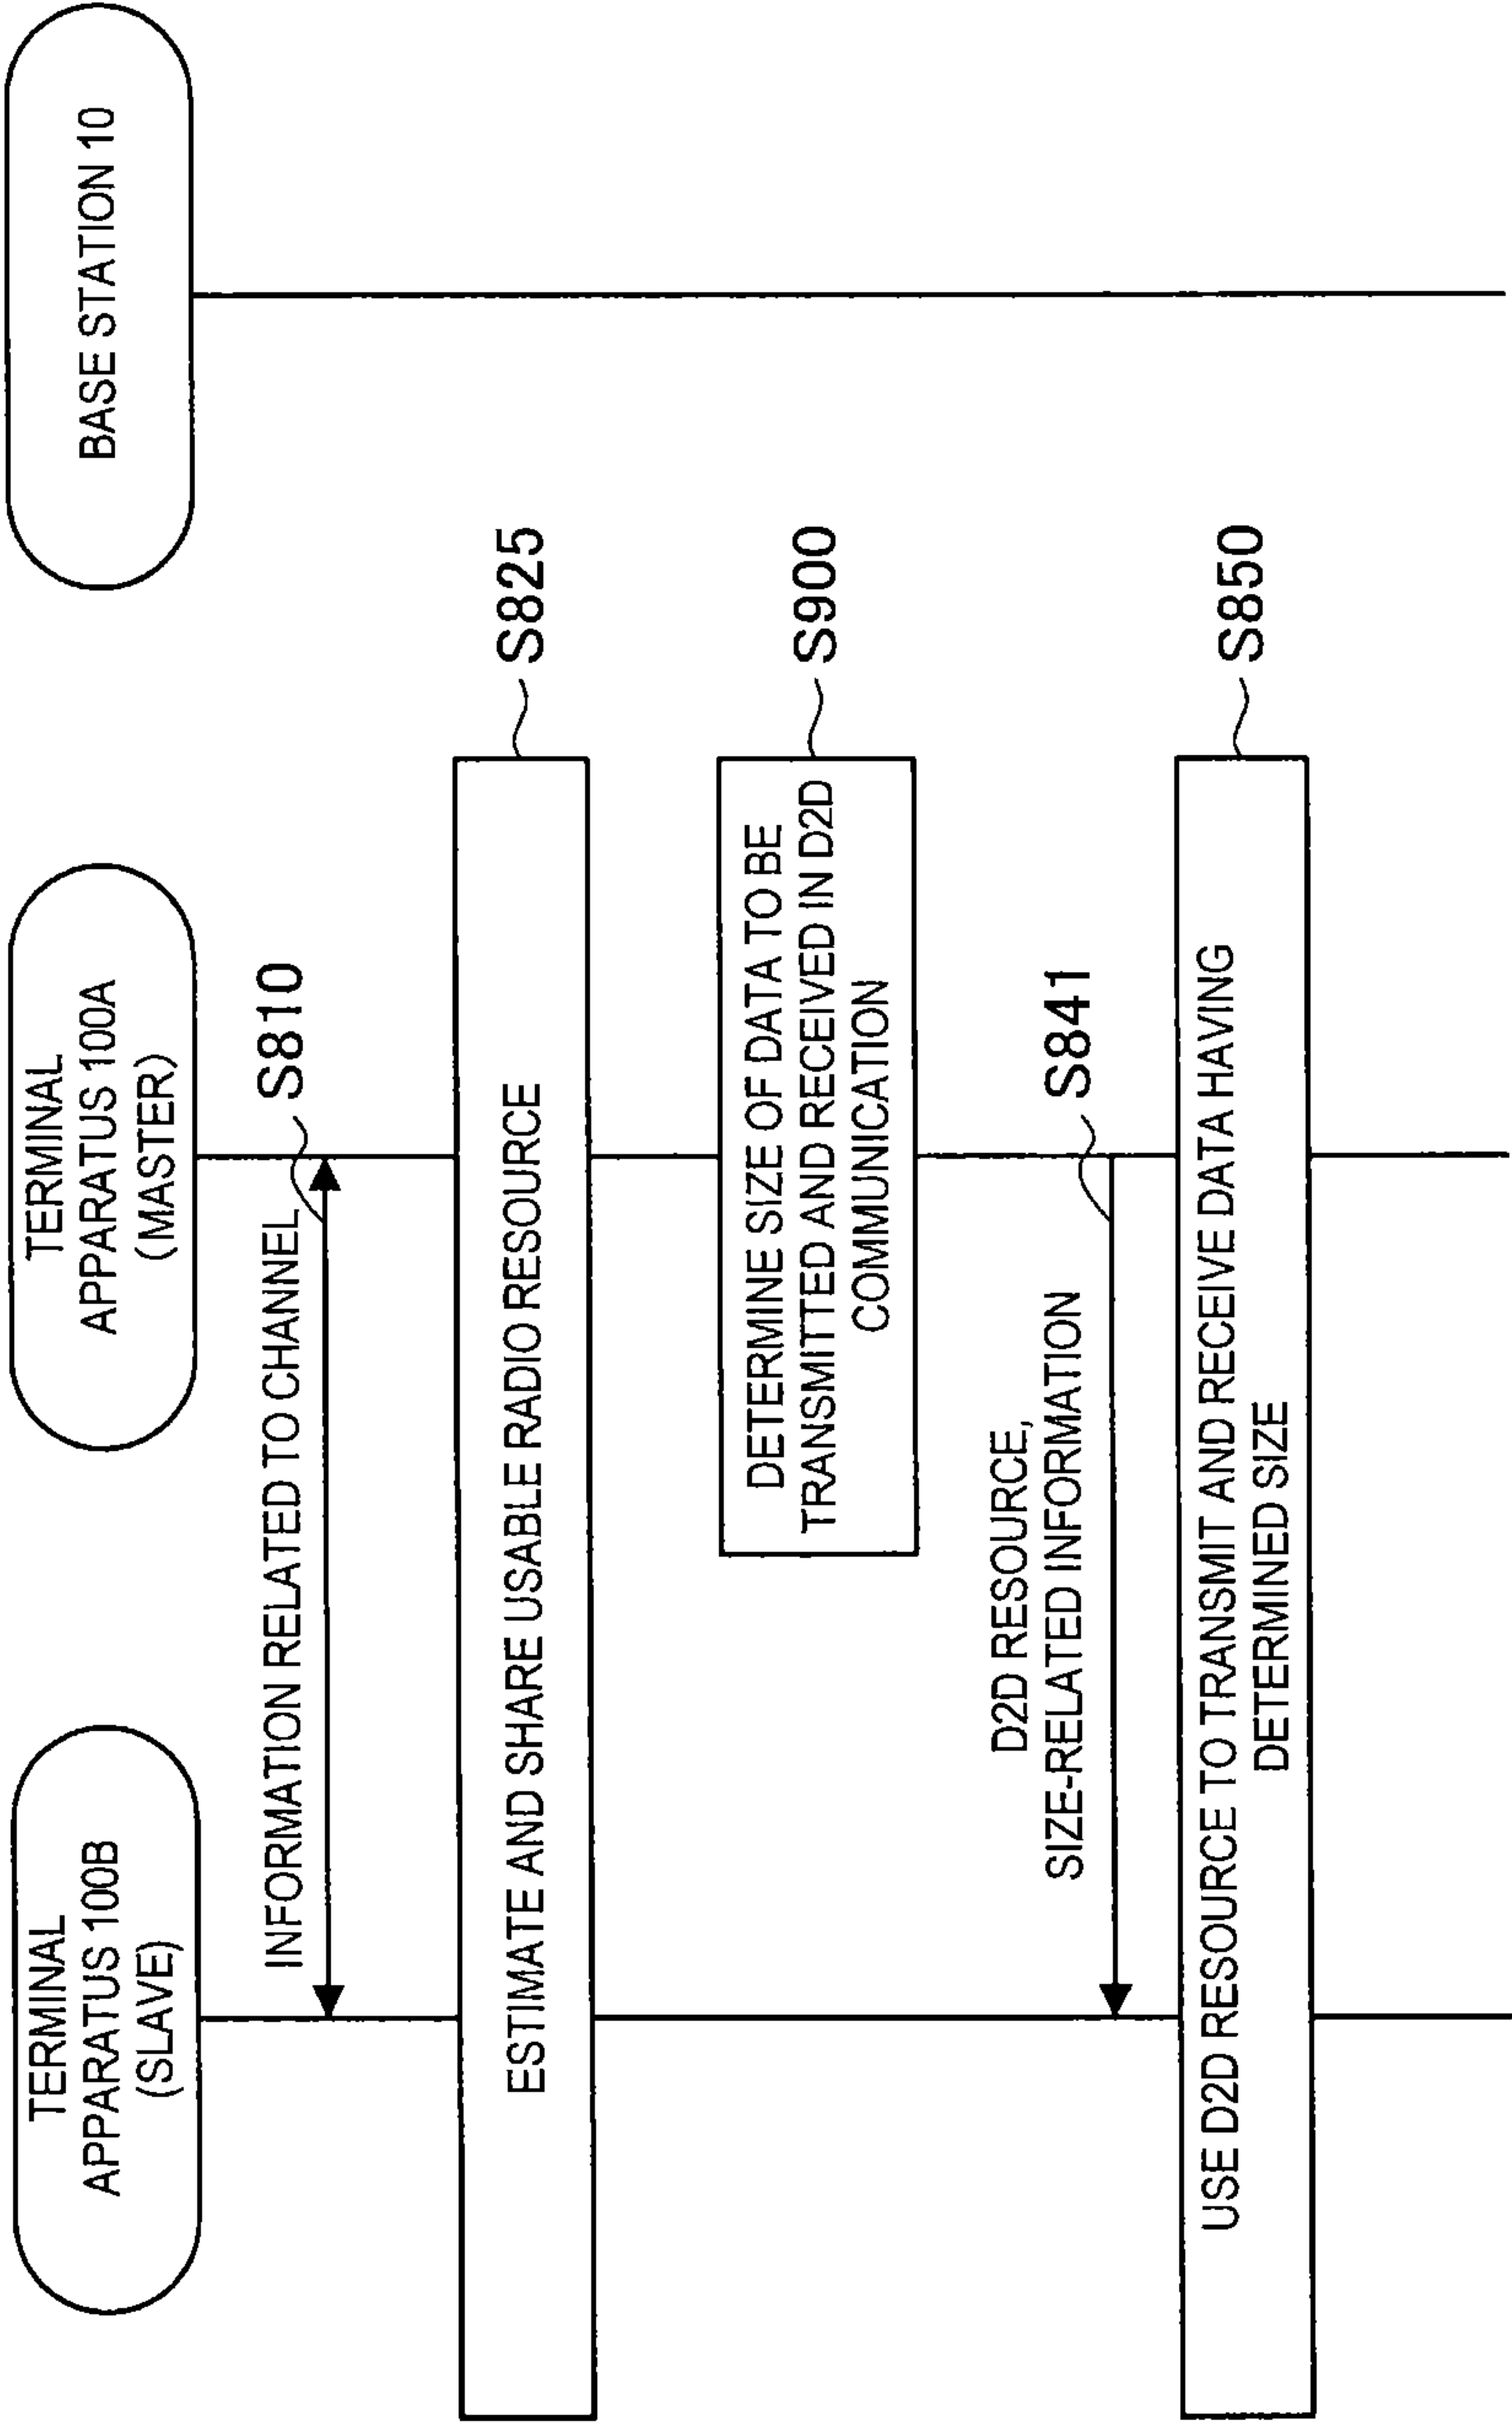 TERMINAL
APPARATUS 100B
(SLAVE)
TERMINAL
APPARATUS 100A
(MASTER)
BASE STATION 10
INFORMATION RELATED TO CHANNEL
S810
ESTIMATE AND SHARE USABLE RADIO RESOURCE
S825
DETERMINE SIZE OF DATA TO BE
TRANSMITTED AND RECEIVED IN D2D
COMMUNICATION
S900
D2D RESOURCE,
SIZE-RELATED INFORMATION
S841
USE D2D RESOURCE TO TRANSMIT AND RECEIVE DATA HAVING
DETERMINED SIZE
S850